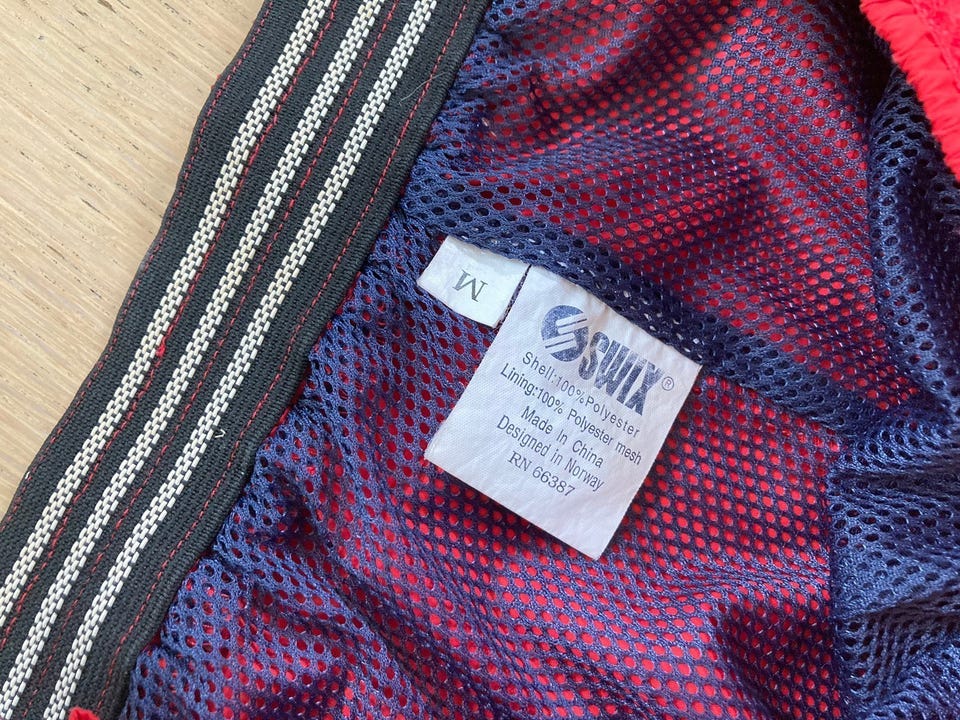 M
SWIX®
Shell:100%Polyester
Lining:100% Polyester mesh
Made in China
Designed in Norway
RN 66387